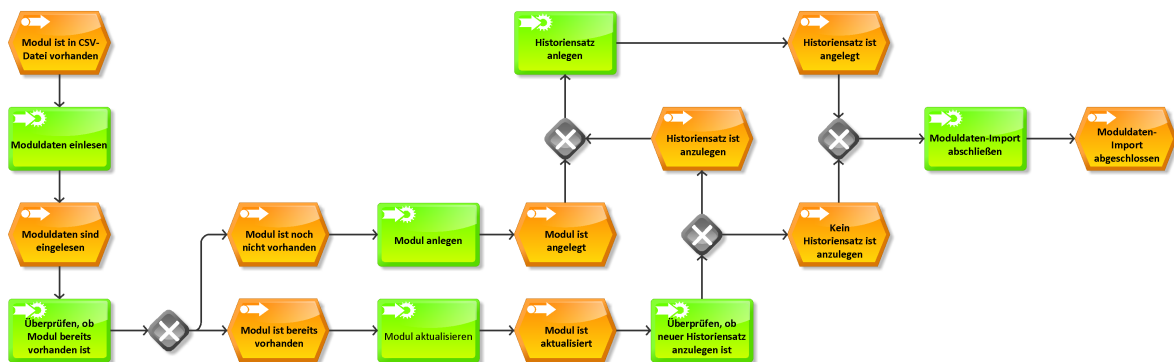 Modul ist in CSV-
Datei vorhanden
Moduldaten einlesen
Moduldaten sind
eingelesen
Überprüfen, ob
Modul bereits
vorhanden ist
Modul ist noch
nicht vorhanden
Modul anlegen
Modul ist
angelegt
Modul ist bereits
vorhanden
Modul aktualisieren
Modul ist
aktualisiert
Überprüfen, ob
neuer Historiensatz
anzulegen ist
Historiensatz ist
anzulegen
Kein
Historiensatz ist
anzulegen
Historiensatz
anlegen
Historiensatz ist
angelegt
Moduldaten-Import
abschließen
Moduldaten-
Import
abgeschlossen